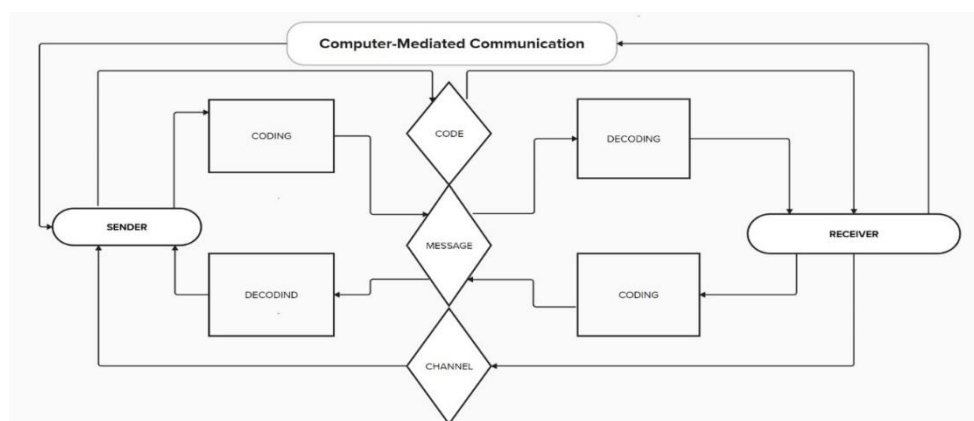 Computer-Mediated Communication
CODE
CODING
DECODING
SENDER
MESSAGE
RECEIVER
DECODIND
CODING
CHANNEL